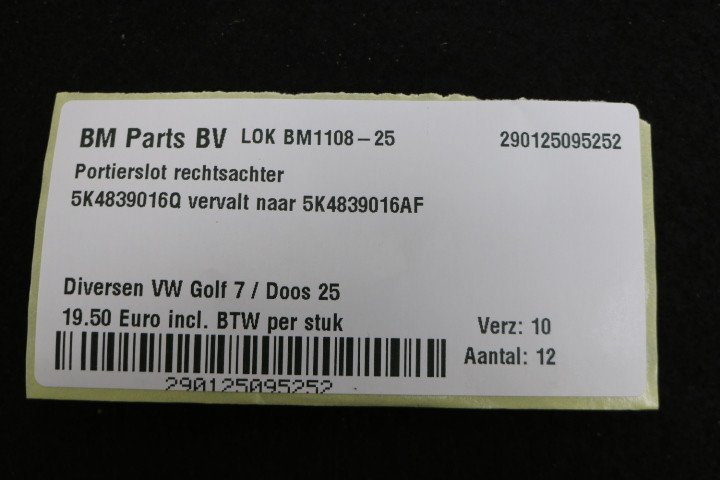 BM Parts BV LOK BM1108-25 290125095252
Portierslot rechtsachter
5K4839016Q vervalt naar 5K4839016AF
Diversen VW Golf 7 / Doos 25
19.50 Euro incl. BTW per stuk
Verz: 10
Aantal: 12
290125095252